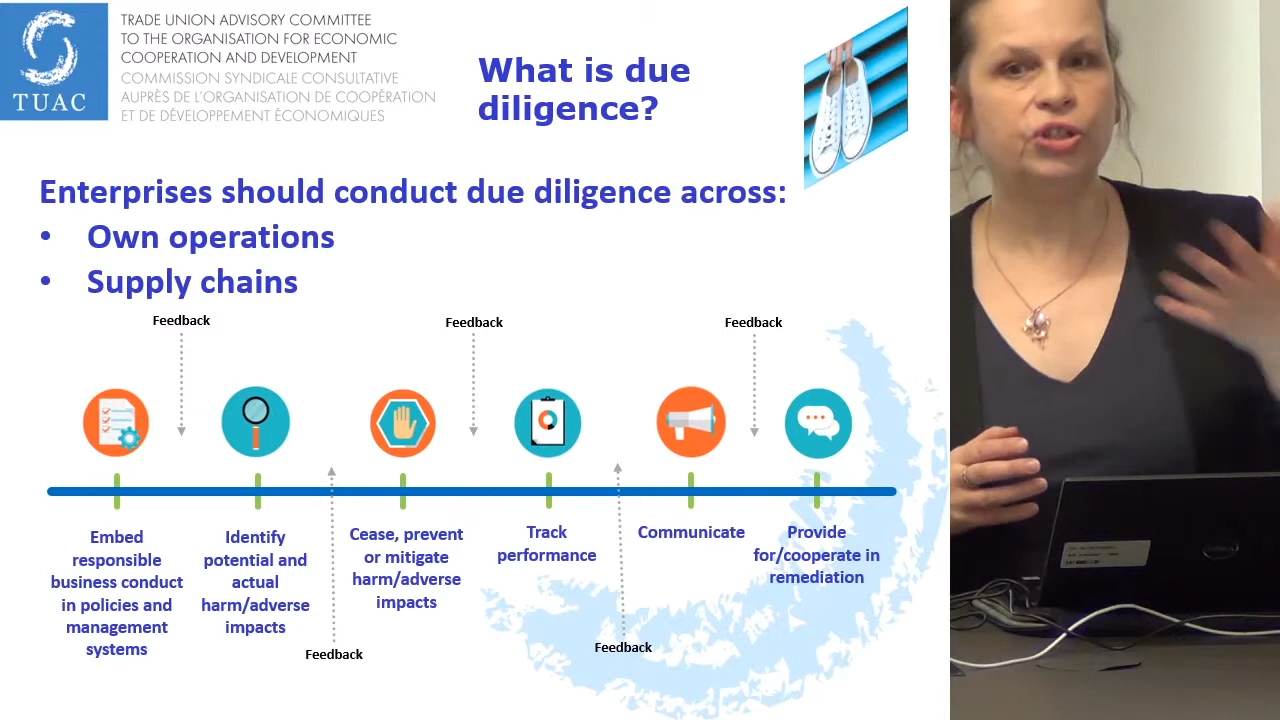 TUAC
TRADE UNION ADVISORY COMMITTEE
TO THE ORGANISATION FOR ECONOMIC
COOPERATION AND DEVELOPMENT
COMMISSION SYNDICALE CONSULTATIVE
AUPRÈS DE L'ORGANISATION DE COOPÉRATION
ET DE DÉVELOPPEMENT ÉCONOMIQUES
What is due
diligence?
Enterprises should conduct due diligence across:
• Own operations
• Supply chains
Feedback
Feedback
Feedback
Embed
responsible
business conduct
in policies and
management
systems
Identify
potential and
actual
harm/adverse
impacts
Cease, prevent
or mitigate
harm/adverse
impacts
Track
performance
Communicate
Provide
for/cooperate in
remediation
Feedback
Feedback